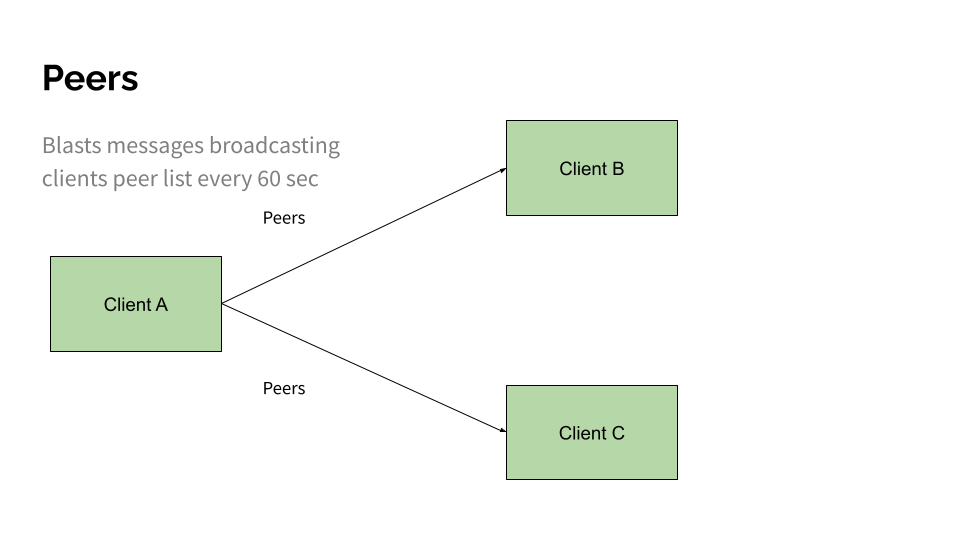 Peers
Blasts messages broadcasting
clients peer list every 60 sec
Client B
Peers
Client A
Peers
Client C